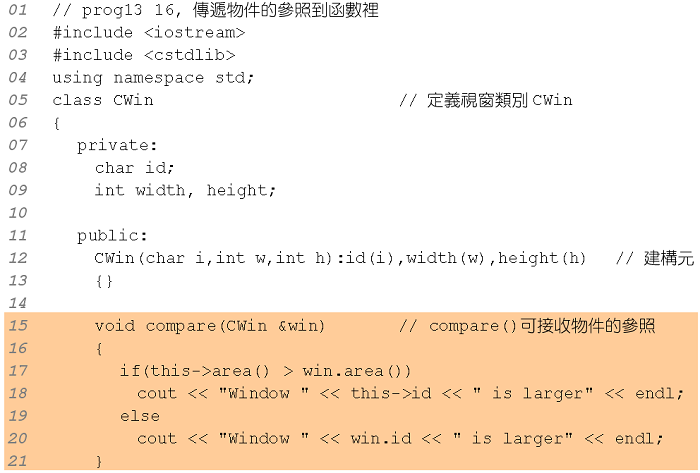 01 // prog13_16, 傳遞物件的參照到函數裡
02 #include <iostream>
03 #include <cstdlib>
04 using namespace std;
05 class CWin // 定義視窗類別CWin
06 {
07 private:
08 char id;
09 int width, height;
10
11 public:
12 CWin(char i,int w,int h):id(i),width(w),height(h) // 建構元
13 {}
14
15 void compare(CWin &win) // compare()可接收物件的參照
16 {
17 if(this->area() > win.area())
18 cout << "Window " << this->id << " is larger" << endl;
19 else
20 cout << "Window " << win.id << " is larger" << endl;
21 }